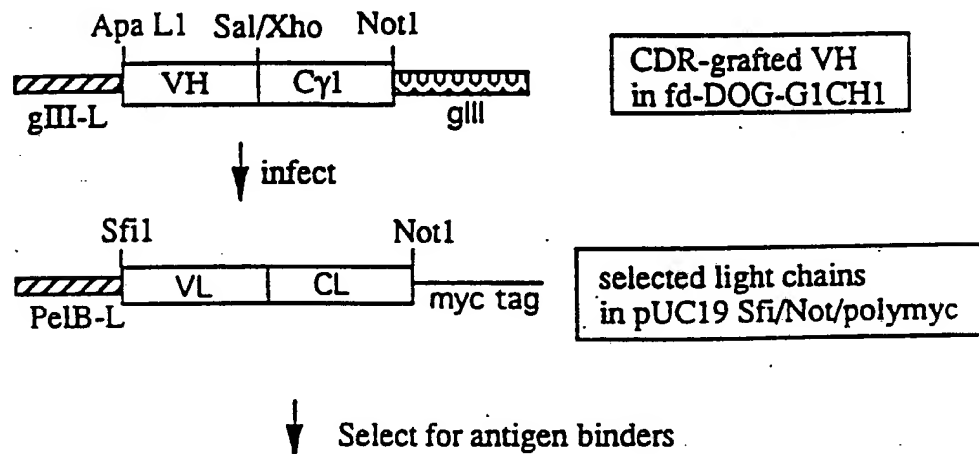 Apa L1 Sal/Xho Not1
VH Cγ1
gIII-L gIII
CDR-grafted VH
in fd-DOG-G1CH1
infect
Sfi1 Not1
VL CL
PelB-L myc tag
selected light chains
in pUC19 Sfi/Not/polymyc
Select for antigen binders